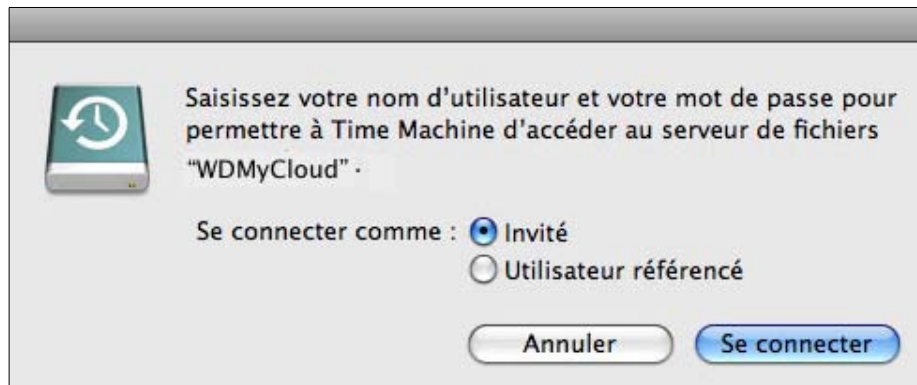 Saisissez votre nom d'utilisateur et votre mot de passe pour
permettre à Time Machine d'accéder au serveur de fichiers
“WDMyCloud” ·
Se connecter comme : Invité
Utilisateur référencé
Annuler Se connecter